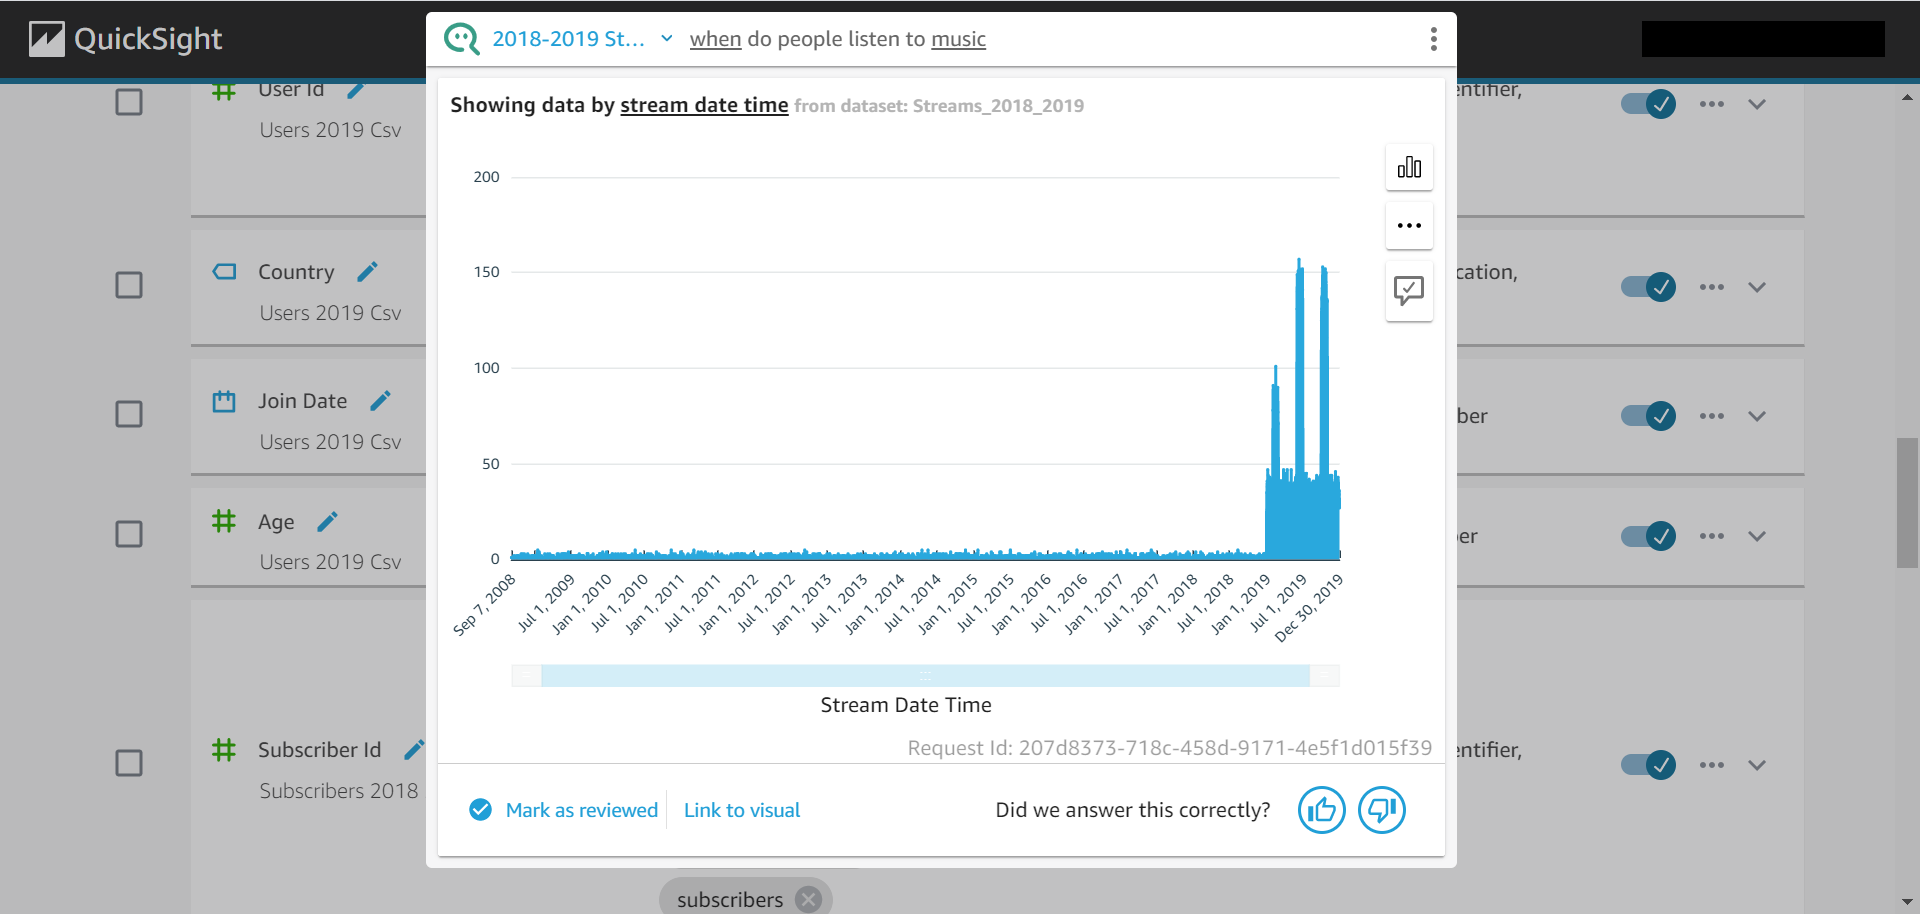 QuickSight
2018-2019 St... when do people listen to music
User Id
Users 2019 Csv
entifier,
Country
Users 2019 Csv
cation,
Join Date
Users 2019 Csv
ber
Age
Users 2019 Csv
er
Subscriber Id
Subscribers 2018
entifier,
Showing data by stream date time from dataset: Streams_2018_2019
200
150
100
50
0
Sep 7, 2008
Jul 1, 2009
Jan 1, 2010
Jul 1, 2010
Jan 1, 2011
Jul 1, 2011
Jan 1, 2012
Jul 1, 2012
Jan 1, 2013
Jul 1, 2013
Jan 1, 2014
Jul 1, 2014
Jan 1, 2015
Jul 1, 2015
Jan 1, 2016
Jul 1, 2016
Jan 1, 2017
Jul 1, 2017
Jan 1, 2018
Jul 1, 2018
Jan 1, 2019
Jul 1, 2019
Dec 30, 2019
Stream Date Time
Request Id: 207d8373-718c-458d-9171-4e5f1d015f39
Mark as reviewed
Link to visual
Did we answer this correctly?
subscribers